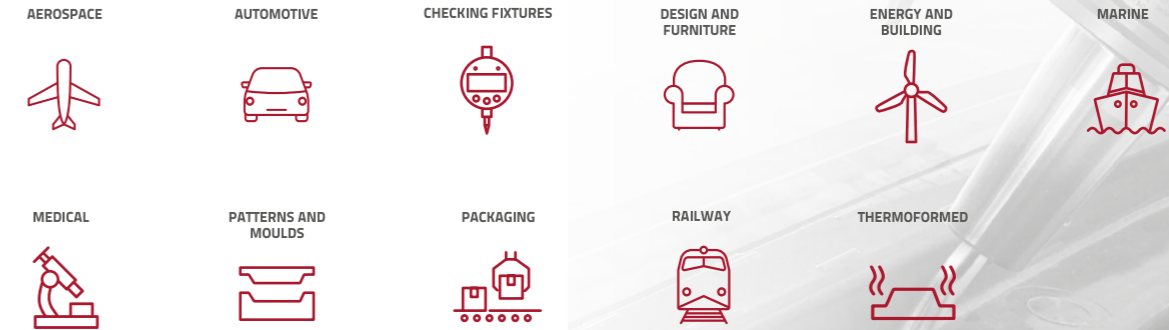 AEROSPACE
AUTOMOTIVE
CHECKING FIXTURES
DESIGN AND
FURNITURE
ENERGY AND
BUILDING
MARINE
MEDICAL
PATTERNS AND
MOULDS
PACKAGING
RAILWAY
THERMOFORMED